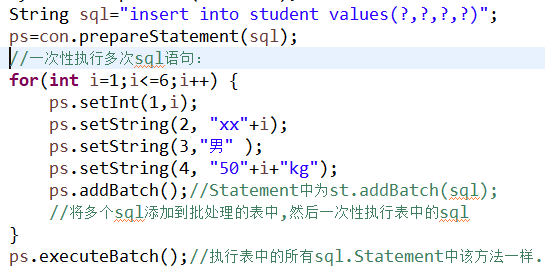 String sql="insert into student values(?,?,?,?)";
ps=con.prepareStatement(sql);
//一次性执行多次sql语句:
for(int i=1;i<=6;i++) {
ps.setInt(1,i);
ps.setString(2, "xx"+i);
ps.setString(3,"男" );
ps.setString(4, "50"+i+"kg");
ps.addBatch();//Statement中为st.addBatch(sql);
//将多个sql添加到批处理的表中,然后一次性执行表中的sql
}
ps.executeBatch();//执行表中的所有sql.Statement中该方法一样.